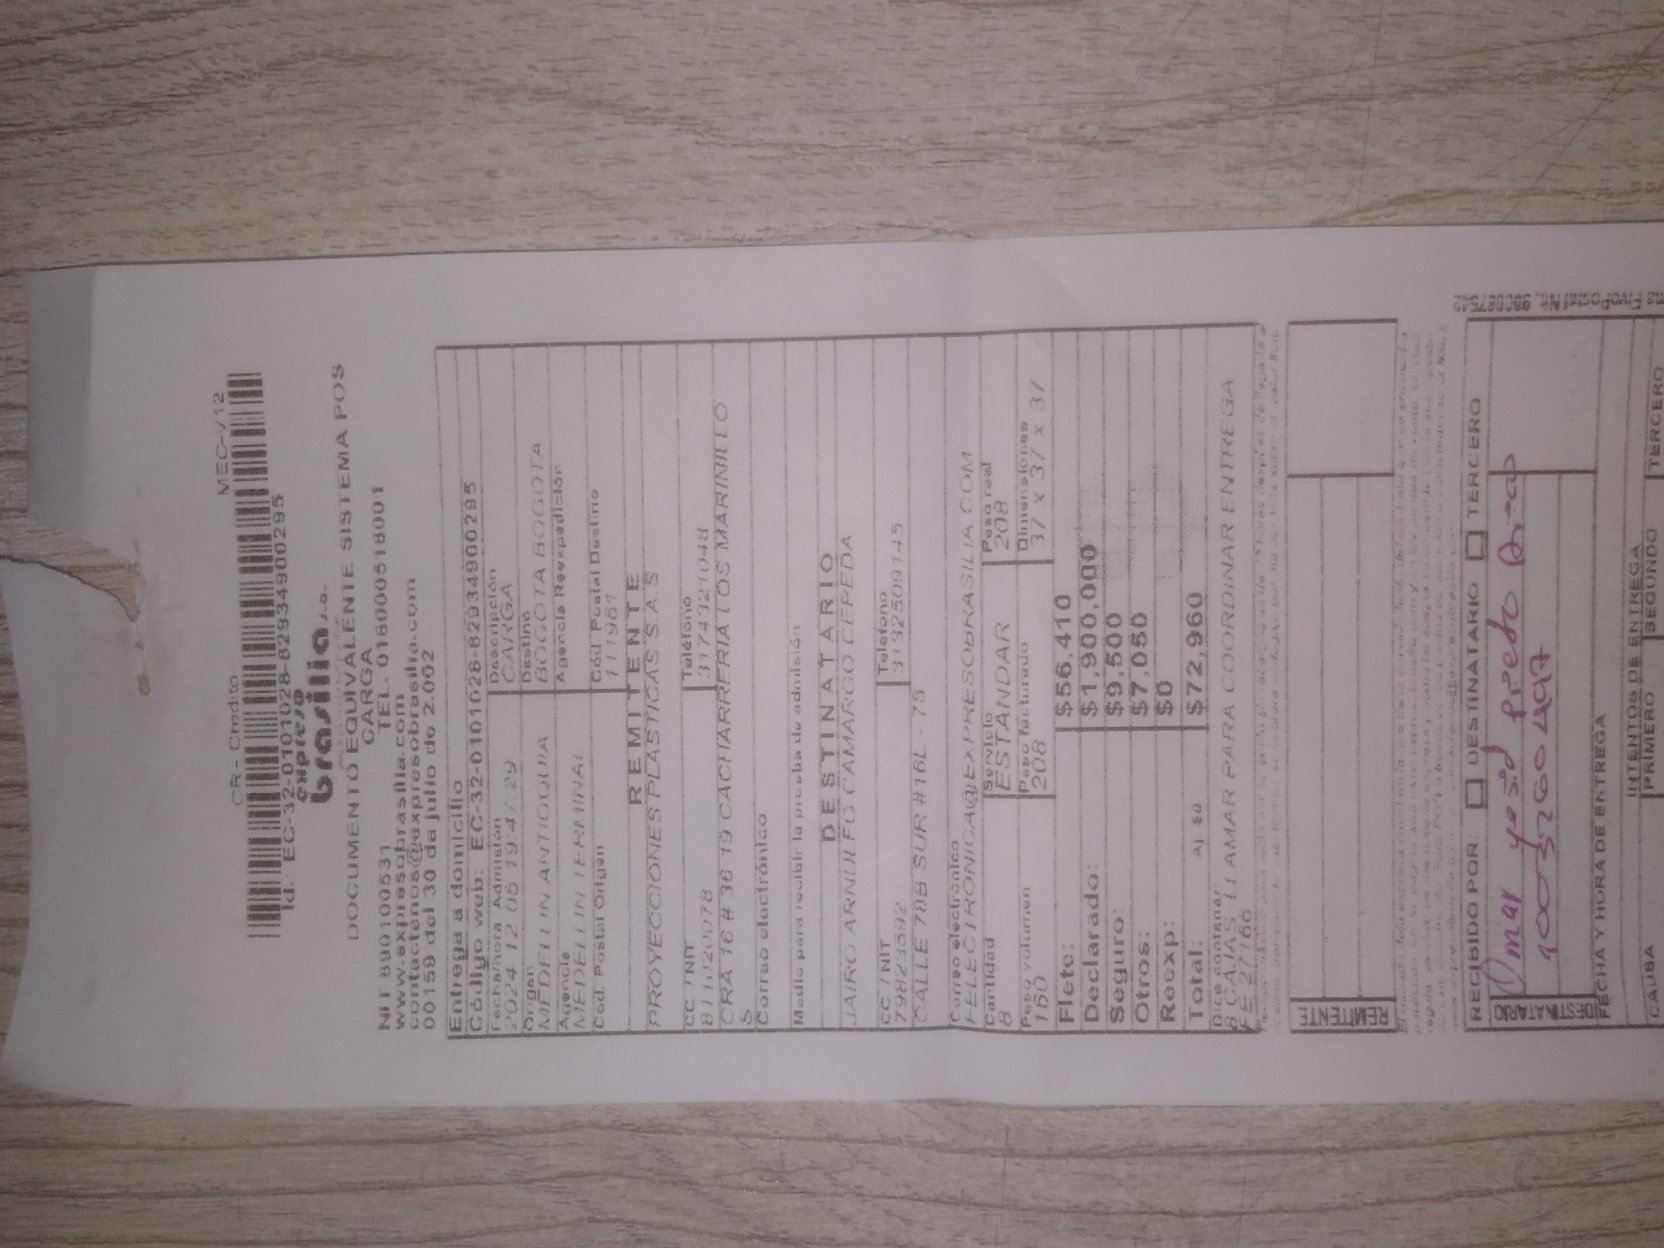 MEC-V12
CR - Credito
Id. EC-32-0101028-82934900295
expreso
brasilia s.a.
DOCUMENTO EQUIVALENTE SISTEMA POS
CARGA
NIT 890100531 TEL. 018000518001
www.expresobrasilia.com
contactenos@expresobrasilia.com
00158 del 30 de julio de 2.002
Entrega a domicilio
Código web: EC-32-0101028-82934900295
Fecha/hora Admisión Descripción
2024-12-05 19:47:29 CARGA
Origen Destino
MEDELLIN ANTIOQUIA BOGOTA BOGOTA
Agencia Agencia Reexpedición
MEDELLIN TERMINAL
Cod. Postal Origen Cód. Postal Destino
111961
REMITENTE
PROYECCIONES PLASTICAS S.A.S
CC / NIT Teléfono
811020078 3174321048
CRA 16 # 36 19 CACHARRERIA LOS MARINILLO
S
Correo electrónico
Medio para recibir la prueba de admisión
DESTINATARIO
JAIRO ARNULFO CAMARGO CEPEDA
CC / NIT Teléfono
79823592 3132509145
CALLE 78B SUR #16L - 75
Correo electrónico
FELECTRONICA@EXPRESOBRASILIA.COM
Cantidad Servicio Peso real
8 ESTANDAR 208
Peso volumen Peso facturado Dimensiones
160 208 37 x 37 x 37
Flete: $56,410
Declarado: $1,900,000
Seguro: $9,500
Otros: $7,050
Reexp: $0
Total: Aj $0 $72,960
Dice contener
8 CAJAS LLAMAR PARA COORDINAR ENTREGA
FE 27166
REMITENTE
RECIBIDO POR: DESTINATARIO TERCERO
DESTINATARIO
Omar Yesid Prieto
FECHA Y HORA DE ENTREGA
INTENTOS DE ENTREGA
CAUSA PRIMERO SEGUNDO TERCERO